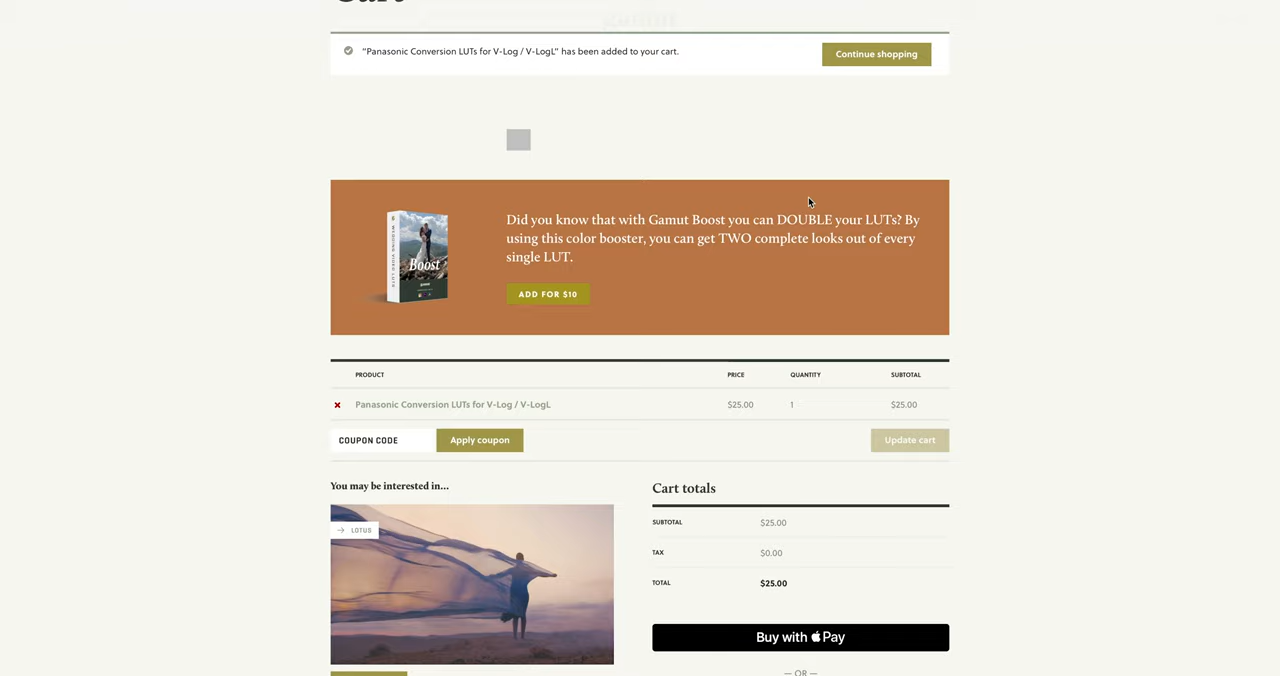 Cart
"Panasonic Conversion LUTs for V-Log / V-LogL" has been added to your cart.
Continue shopping
Did you know that with Gamut Boost you can DOUBLE your LUTs? By
using this color booster, you can get TWO complete looks out of every
single LUT.
Boost
ADD FOR $10
PRODUCT PRICE QUANTITY SUBTOTAL
Panasonic Conversion LUTs for V-Log / V-LogL $25.00 1 $25.00
COUPON CODE Apply coupon Update cart
You may be interested in...
LOTUS
Cart totals
SUBTOTAL $25.00
TAX $0.00
TOTAL $25.00
Buy with Pay
— OR —